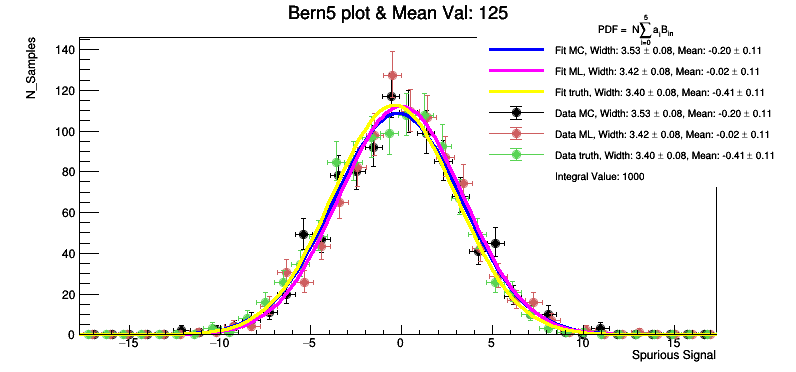 Bern5 plot & Mean Val: 125
PDF = N∑ a_i B_in
5
i=0
Fit MC, Width: 3.53 ± 0.08, Mean: -0.20 ± 0.11
Fit ML, Width: 3.42 ± 0.08, Mean: -0.02 ± 0.11
Fit truth, Width: 3.40 ± 0.08, Mean: -0.41 ± 0.11
Data MC, Width: 3.53 ± 0.08, Mean: -0.20 ± 0.11
Data ML, Width: 3.42 ± 0.08, Mean: -0.02 ± 0.11
Data truth, Width: 3.40 ± 0.08, Mean: -0.41 ± 0.11
Integral Value: 1000
N_Samples
140
120
100
80
60
40
20
0
−15 −10 −5 0 5 10 15
Spurious Signal